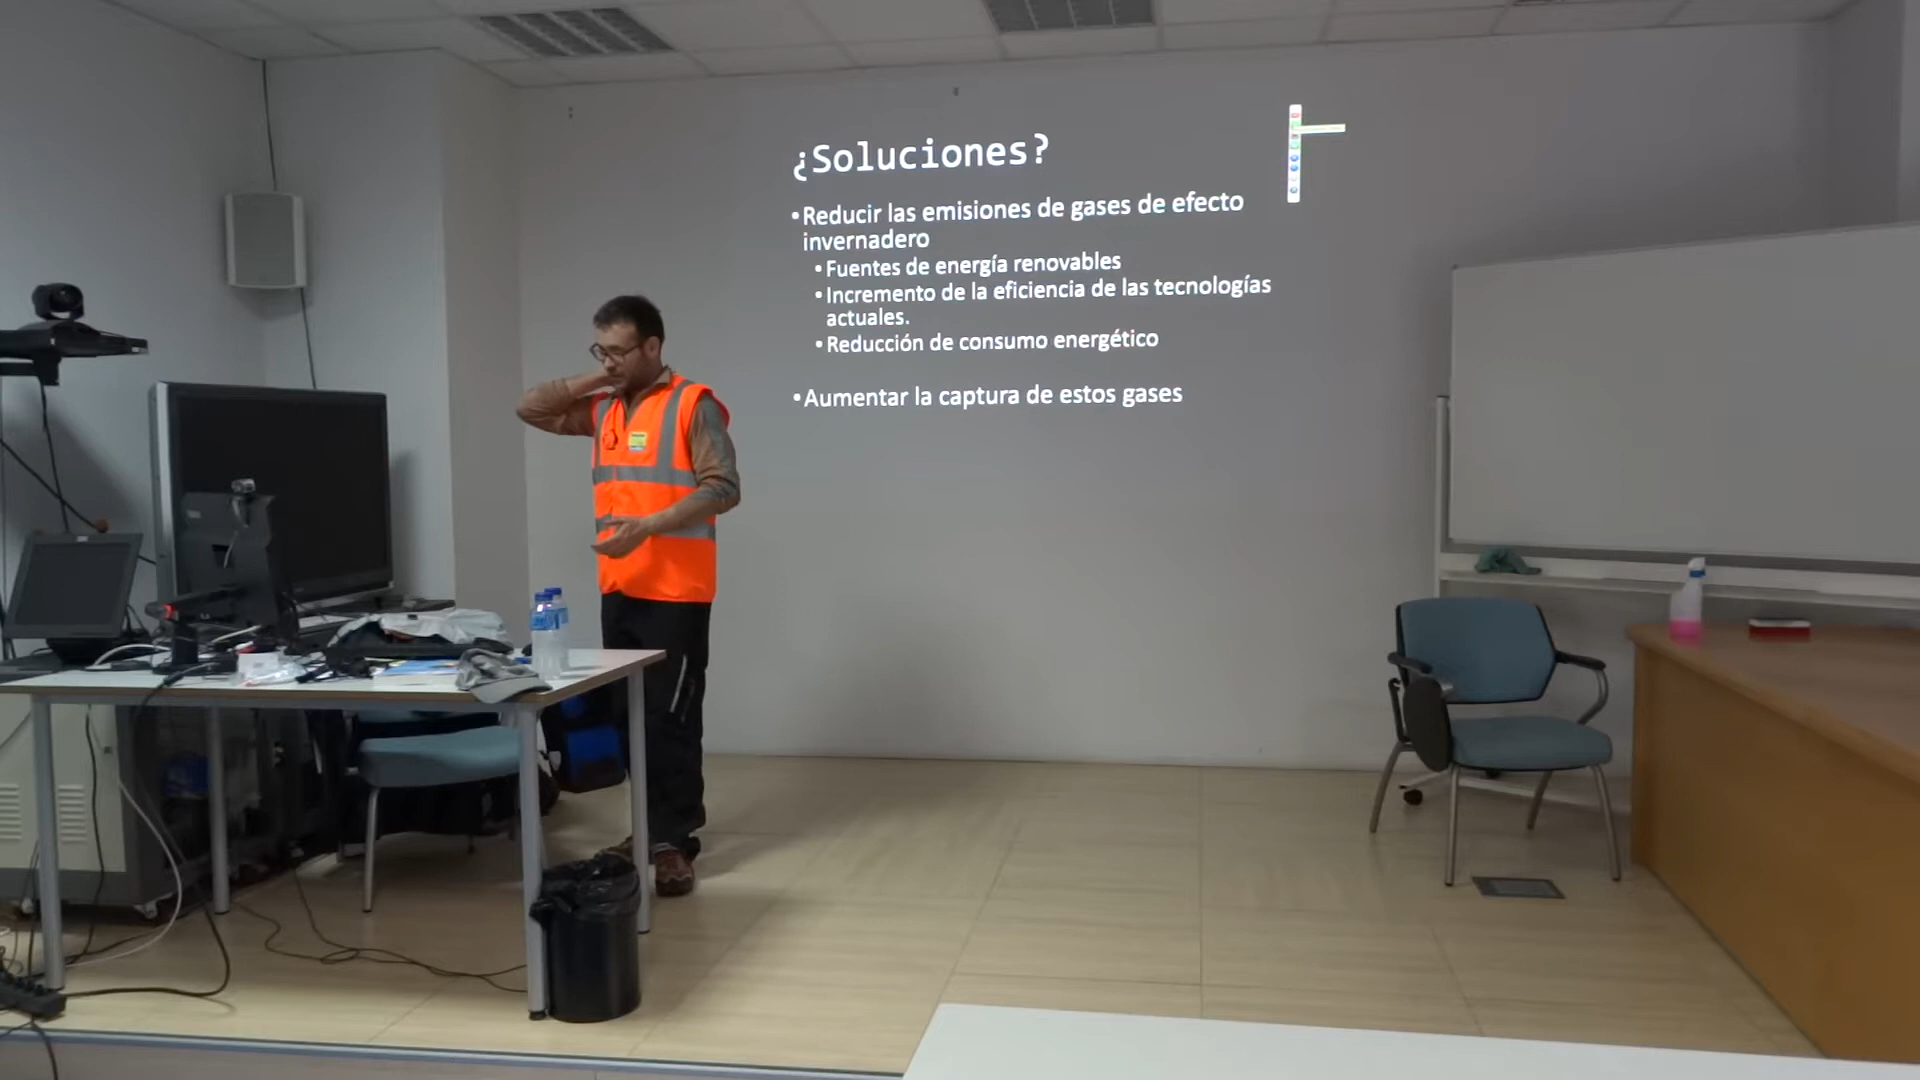 ¿Soluciones?
•Reducir las emisiones de gases de efecto
invernadero
•Fuentes de energía renovables
•Incremento de la eficiencia de las tecnologías
actuales.
•Reducción de consumo energético
•Aumentar la captura de estos gases